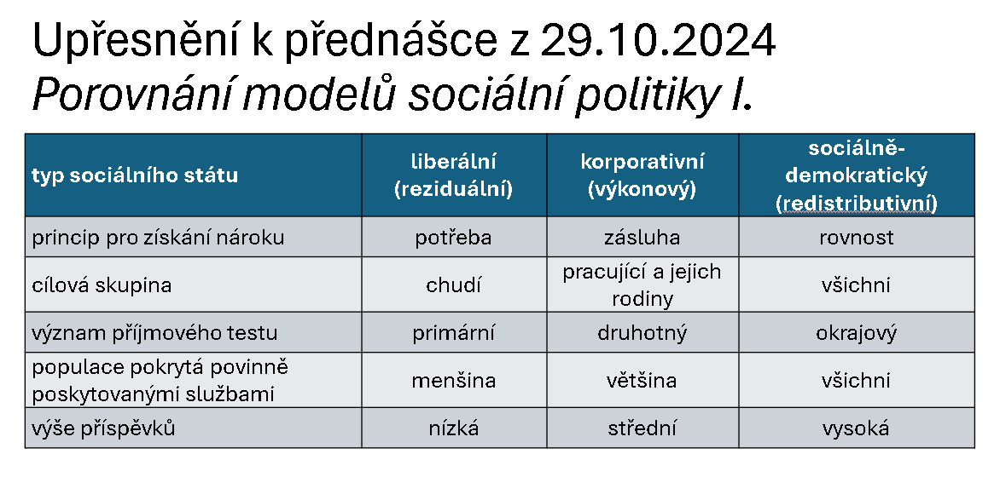 Upřesnění k přednášce z 29.10.2024
Porovnání modelů sociální politiky I.
typ sociálního státu
liberální
(reziduální)
korporativní
(výkonový)
sociálně-
demokratický
(redistributivní)
princip pro získání nároku
potřeba
zásluha
rovnost
cílová skupina
chudí
pracující a jejich
rodiny
všichni
význam příjmového testu
primární
druhotný
okrajový
populace pokrytá povinně
poskytovanými službami
menšina
většina
všichni
výše příspěvků
nízká
střední
vysoká